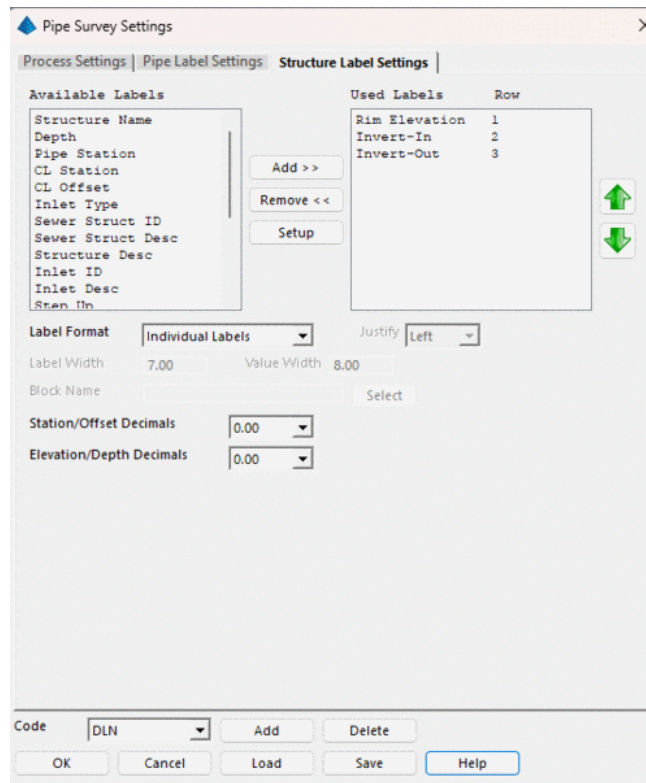 Pipe Survey Settings
Process Settings Pipe Label Settings Structure Label Settings
Available Labels Used Labels Row
Structure Name
Depth
Pipe Station
CL Station
CL Offset
Inlet Type
Sewer Struct ID
Sewer Struct Desc
Structure Desc
Inlet ID
Inlet Desc
Step Up
Add >>
Remove <<
Setup
Rim Elevation 1
Invert-In 2
Invert-Out 3
Label Format Individual Labels Justify Left
Label Width 7.00 Value Width 8.00
Block Name Select
Station/Offset Decimals 0.00
Elevation/Depth Decimals 0.00
Code DLN Add Delete
OK Cancel Load Save Help